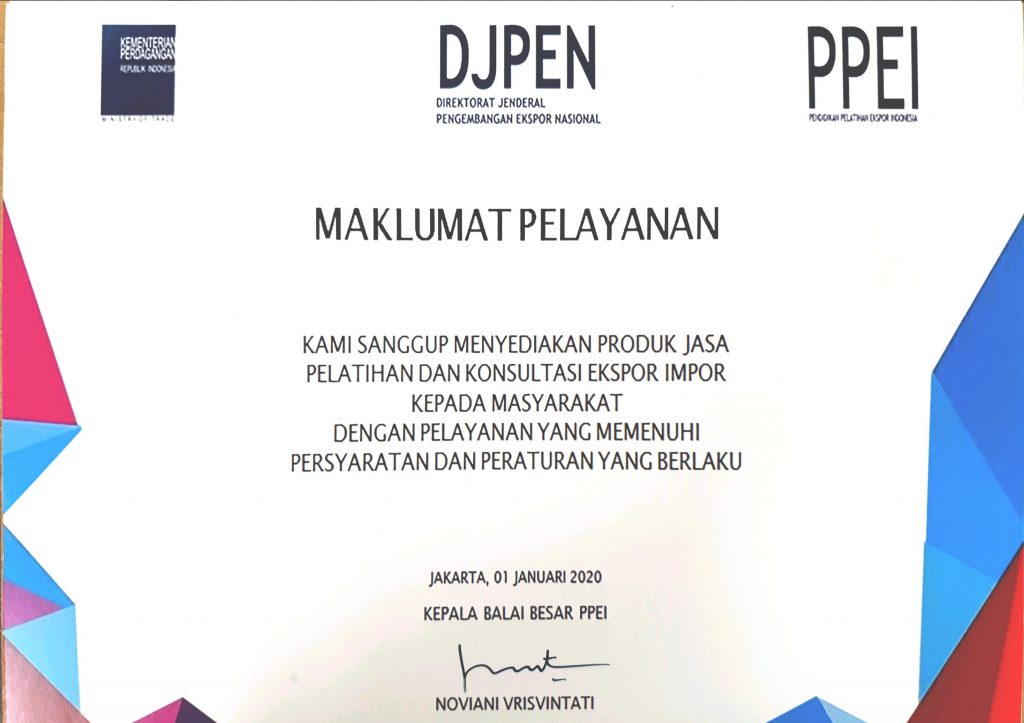 KEMENTERIAN
PERDAGANGAN
REPUBLIK INDONESIA
MINISTRY OF TRADE
DJPEN
DIREKTORAT JENDERAL
PENGEMBANGAN EKSPOR NASIONAL
PPEI
PENDIDIKAN PELATIHAN EKSPOR INDONESIA
MAKLUMAT PELAYANAN
KAMI SANGGUP MENYEDIAKAN PRODUK JASA
PELATIHAN DAN KONSULTASI EKSPOR IMPOR
KEPADA MASYARAKAT
DENGAN PELAYANAN YANG MEMENUHI
PERSYARATAN DAN PERATURAN YANG BERLAKU
JAKARTA, 01 JANUARI 2020
KEPALA BALAI BESAR PPEI
NOVIANI VRISVINTATI